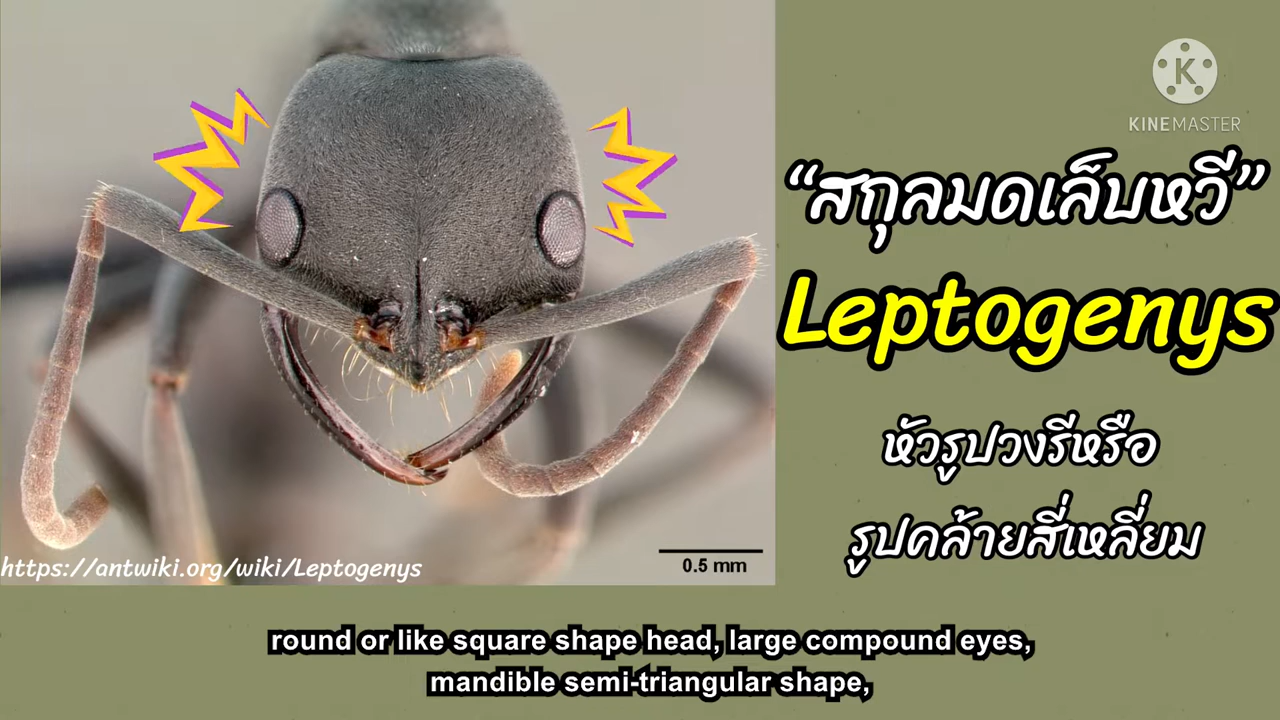 K
KINEMASTER
“สกุลมดเล็บหวี”
Leptogenys
หัวรูปวงรีหรือ
รูปคล้ายสี่เหลี่ยม
https://antwiki.org/wiki/Leptogenys
0.5 mm
round or like square shape head, large compound eyes,
mandible semi-triangular shape,